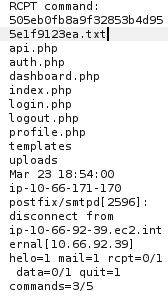 RCPT command:
505eb0fb8a9f32853b4d95
5e1f9123ea.txt
api.php
auth.php
dashboard.php
index.php
login.php
logout.php
profile.php
templates
uploads
Mar 23 18:54:00
ip-10-66-171-170
postfix/smtpd[2596]:
disconnect from
ip-10-66-92-39.ec2.int
ernal[10.66.92.39]
helo=1 mail=1 rcpt=0/1
data=0/1 quit=1
commands=3/5